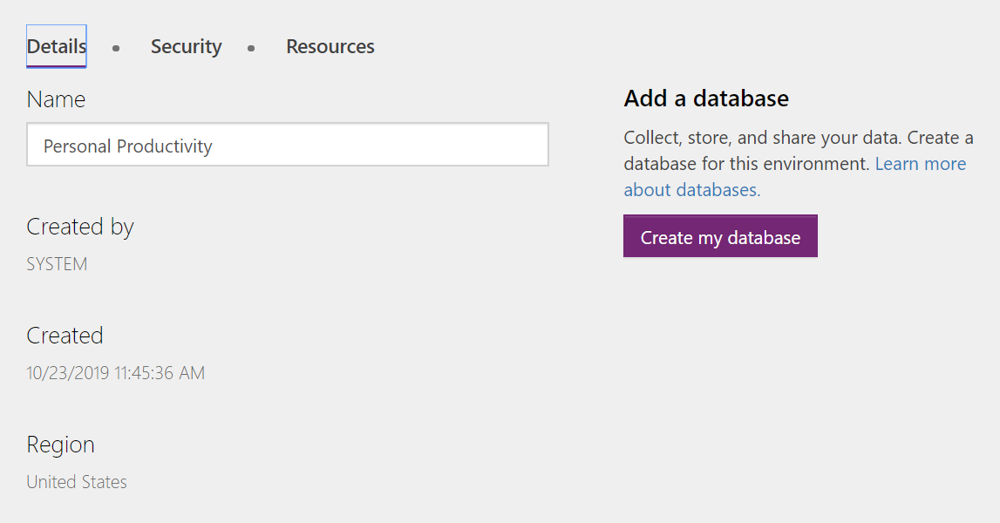 Details • Security • Resources
Name
Personal Productivity
Created by
SYSTEM
Created
10/23/2019 11:45:36 AM
Region
United States
Add a database
Collect, store, and share your data. Create a
database for this environment. Learn more
about databases.
Create my database